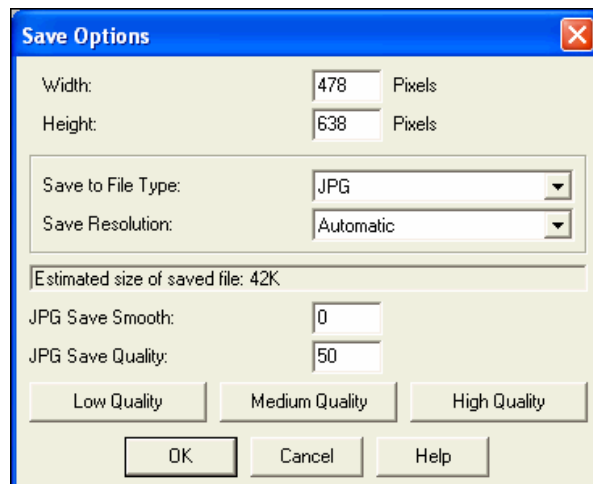 Save Options
Width: 478 Pixels
Height: 638 Pixels
Save to File Type: JPG
Save Resolution: Automatic
Estimated size of saved file: 42K
JPG Save Smooth: 0
JPG Save Quality: 50
Low Quality Medium Quality High Quality
OK Cancel Help